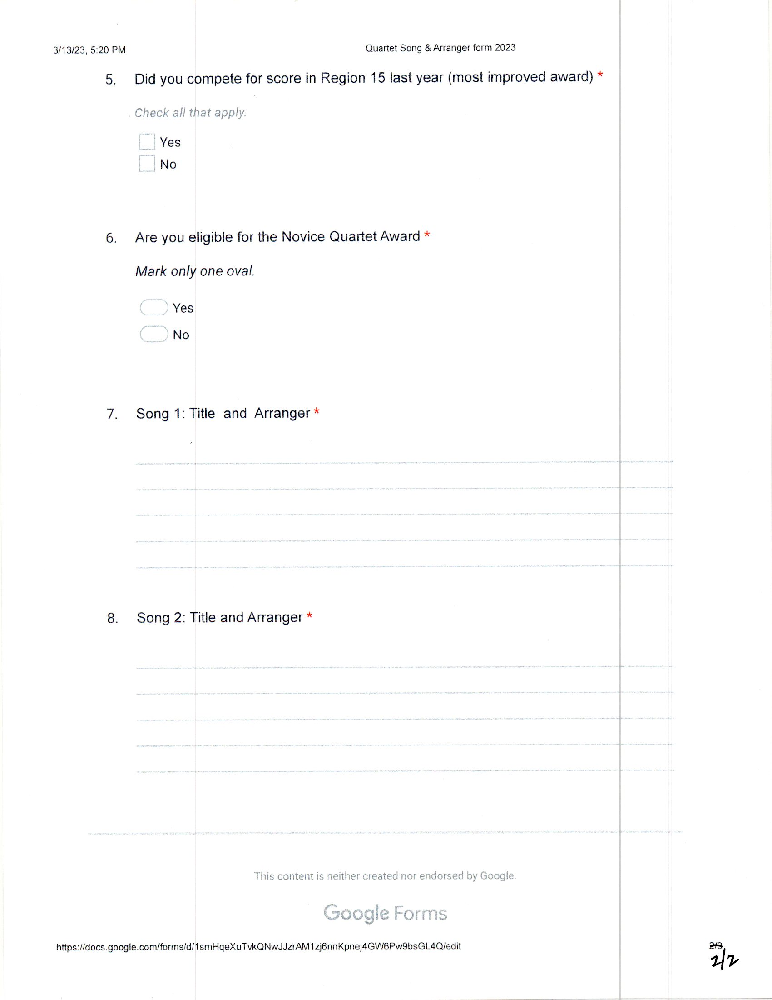 3/13/23, 5:20 PM
Quartet Song & Arranger form 2023
5. Did you compete for score in Region 15 last year (most improved award) *
Check all that apply.
Yes
No
6. Are you eligible for the Novice Quartet Award *
Mark only one oval.
Yes
No
7. Song 1: Title and Arranger *
8. Song 2: Title and Arranger *
This content is neither created nor endorsed by Google.
Google Forms
https://docs.google.com/forms/d/1smHqeXuTvkQNwJJzrAM1zj6nnKpnej4GW6Pw9bsGL4Q/edit
2/3
2/2